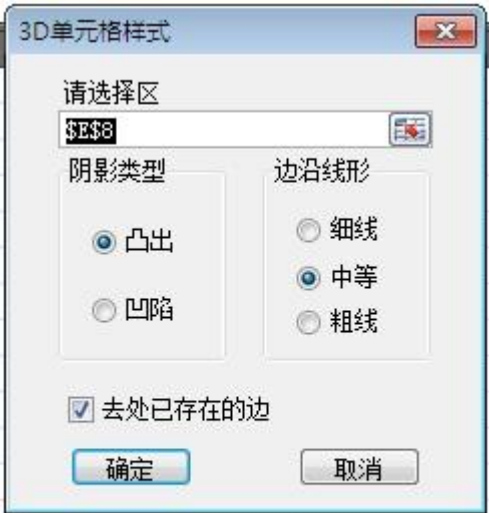 3D单元格样式
请选择区
$E$8
阴影类型
边沿线形
凸出
凹陷
细线
中等
粗线
去处已存在的边
确定
取消